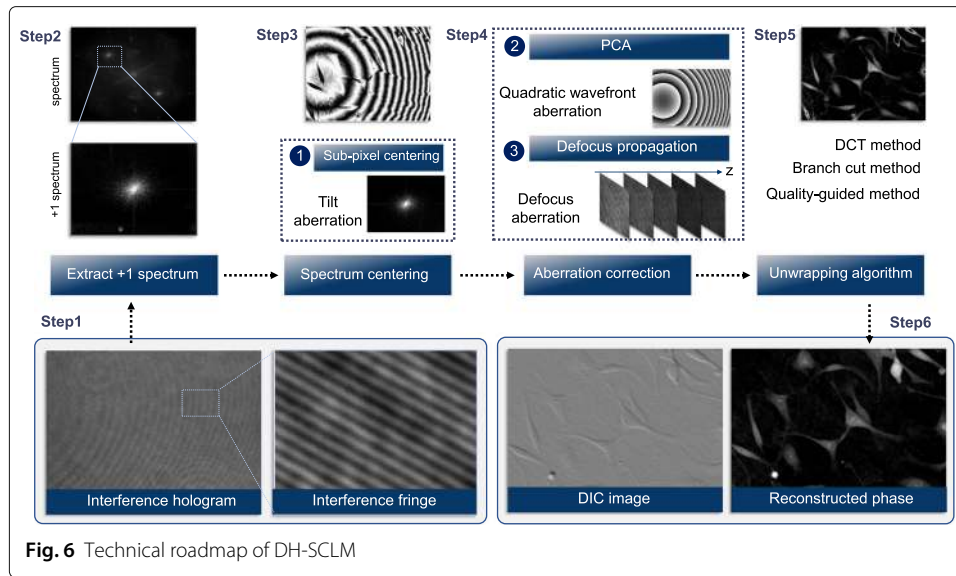 Step2
spectrum
+1 spectrum
Extract +1 spectrum
Step3
1
Sub-pixel centering
Tilt
aberration
Spectrum centering
Step4
2
PCA
Quadratic wavefront
aberration
3
Defocus propagation
z
Defocus
aberration
Aberration correction
Step5
DCT method
Branch cut method
Quality-guided method
Unwrapping algorithm
Step1
Interference hologram
Interference fringe
Step6
DIC image
Reconstructed phase
Fig. 6 Technical roadmap of DH-SCLM